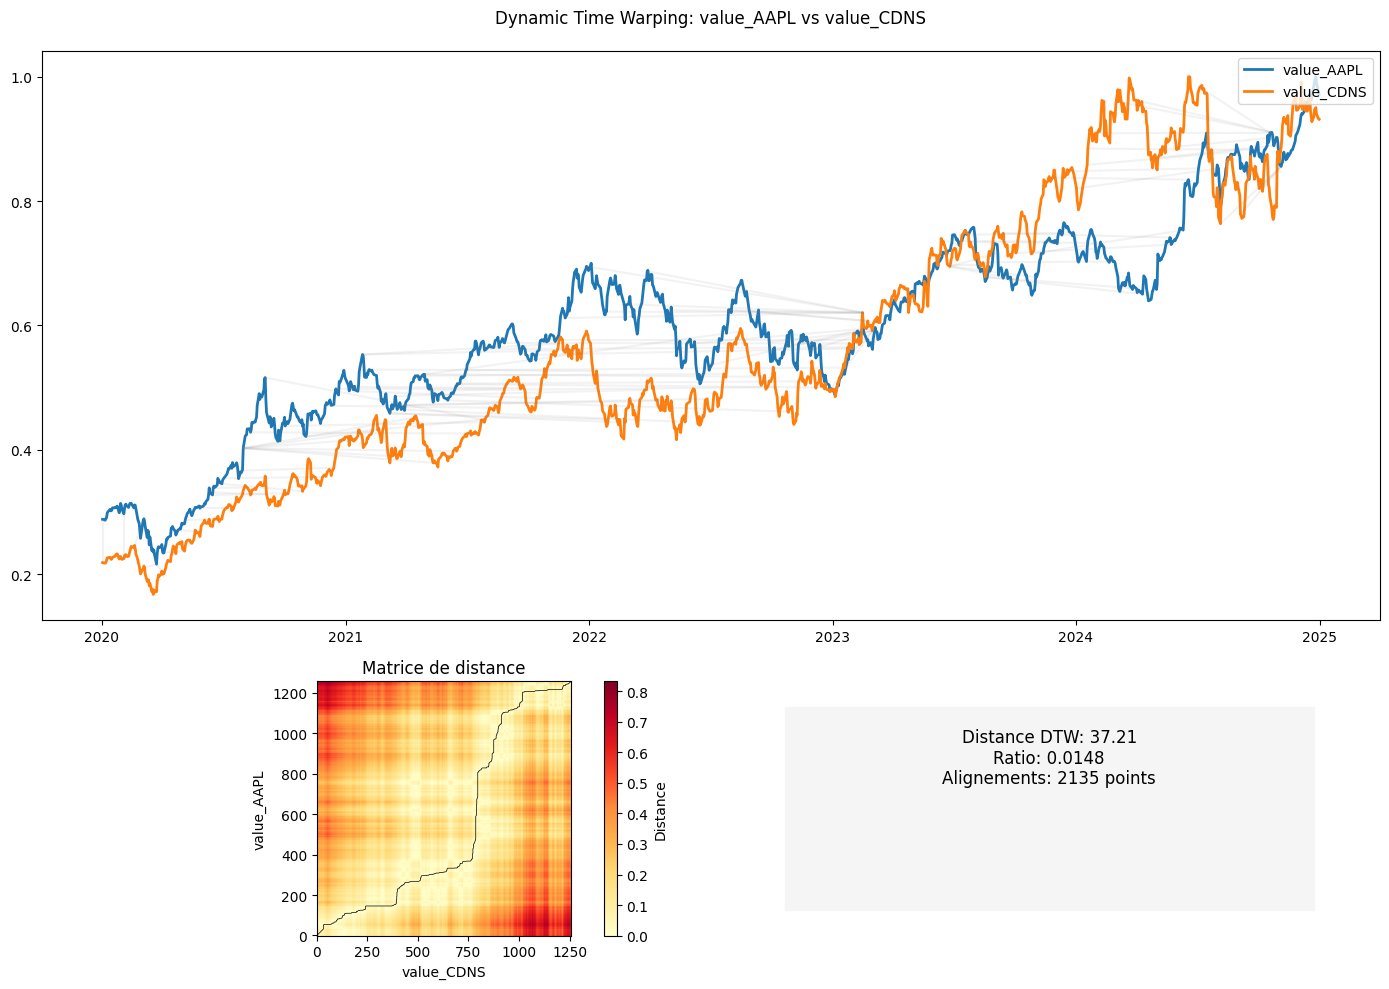 Dynamic Time Warping: value_AAPL vs value_CDNS
value_AAPL
value_CDNS
1.0
0.8
0.6
0.4
0.2
2020 2021 2022 2023 2024 2025
Matrice de distance
value_AAPL
1200
1000
800
600
400
200
0
0 250 500 750 1000 1250
value_CDNS
0.8
0.7
0.6
0.5
0.4
0.3
0.2
0.1
0.0
Distance
Distance DTW: 37.21
Ratio: 0.0148
Alignements: 2135 points